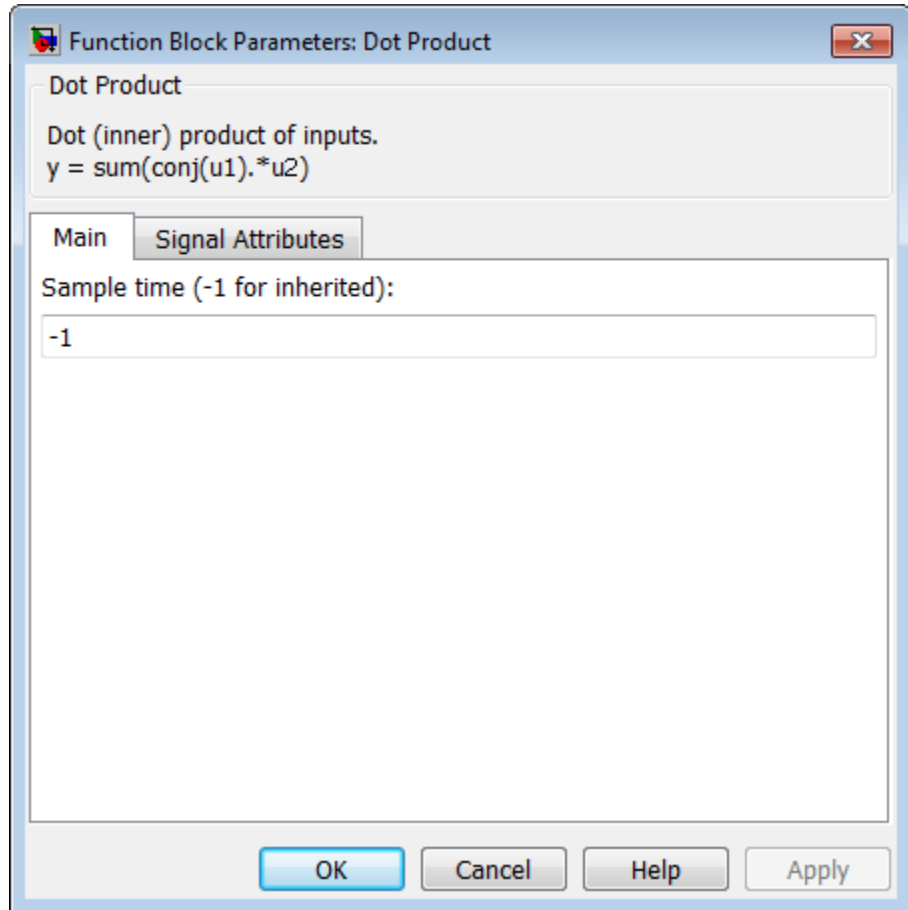 Function Block Parameters: Dot Product
Dot Product
Dot (inner) product of inputs.
y = sum(conj(u1).*u2)
Main Signal Attributes
Sample time (-1 for inherited):
-1
OK Cancel Help Apply